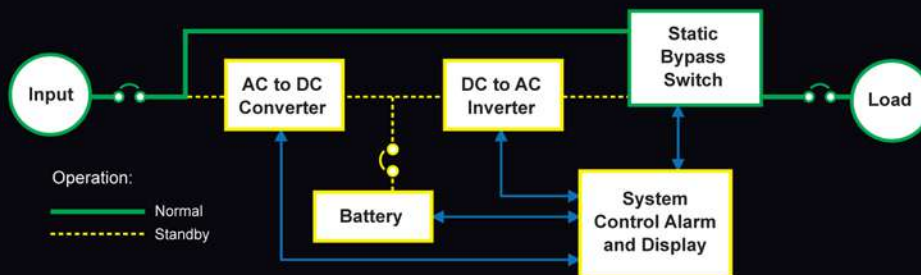 Input
AC to DC
Converter
DC to AC
Inverter
Static
Bypass
Switch
Load
Operation:
Normal
Standby
Battery
System
Control Alarm
and Display